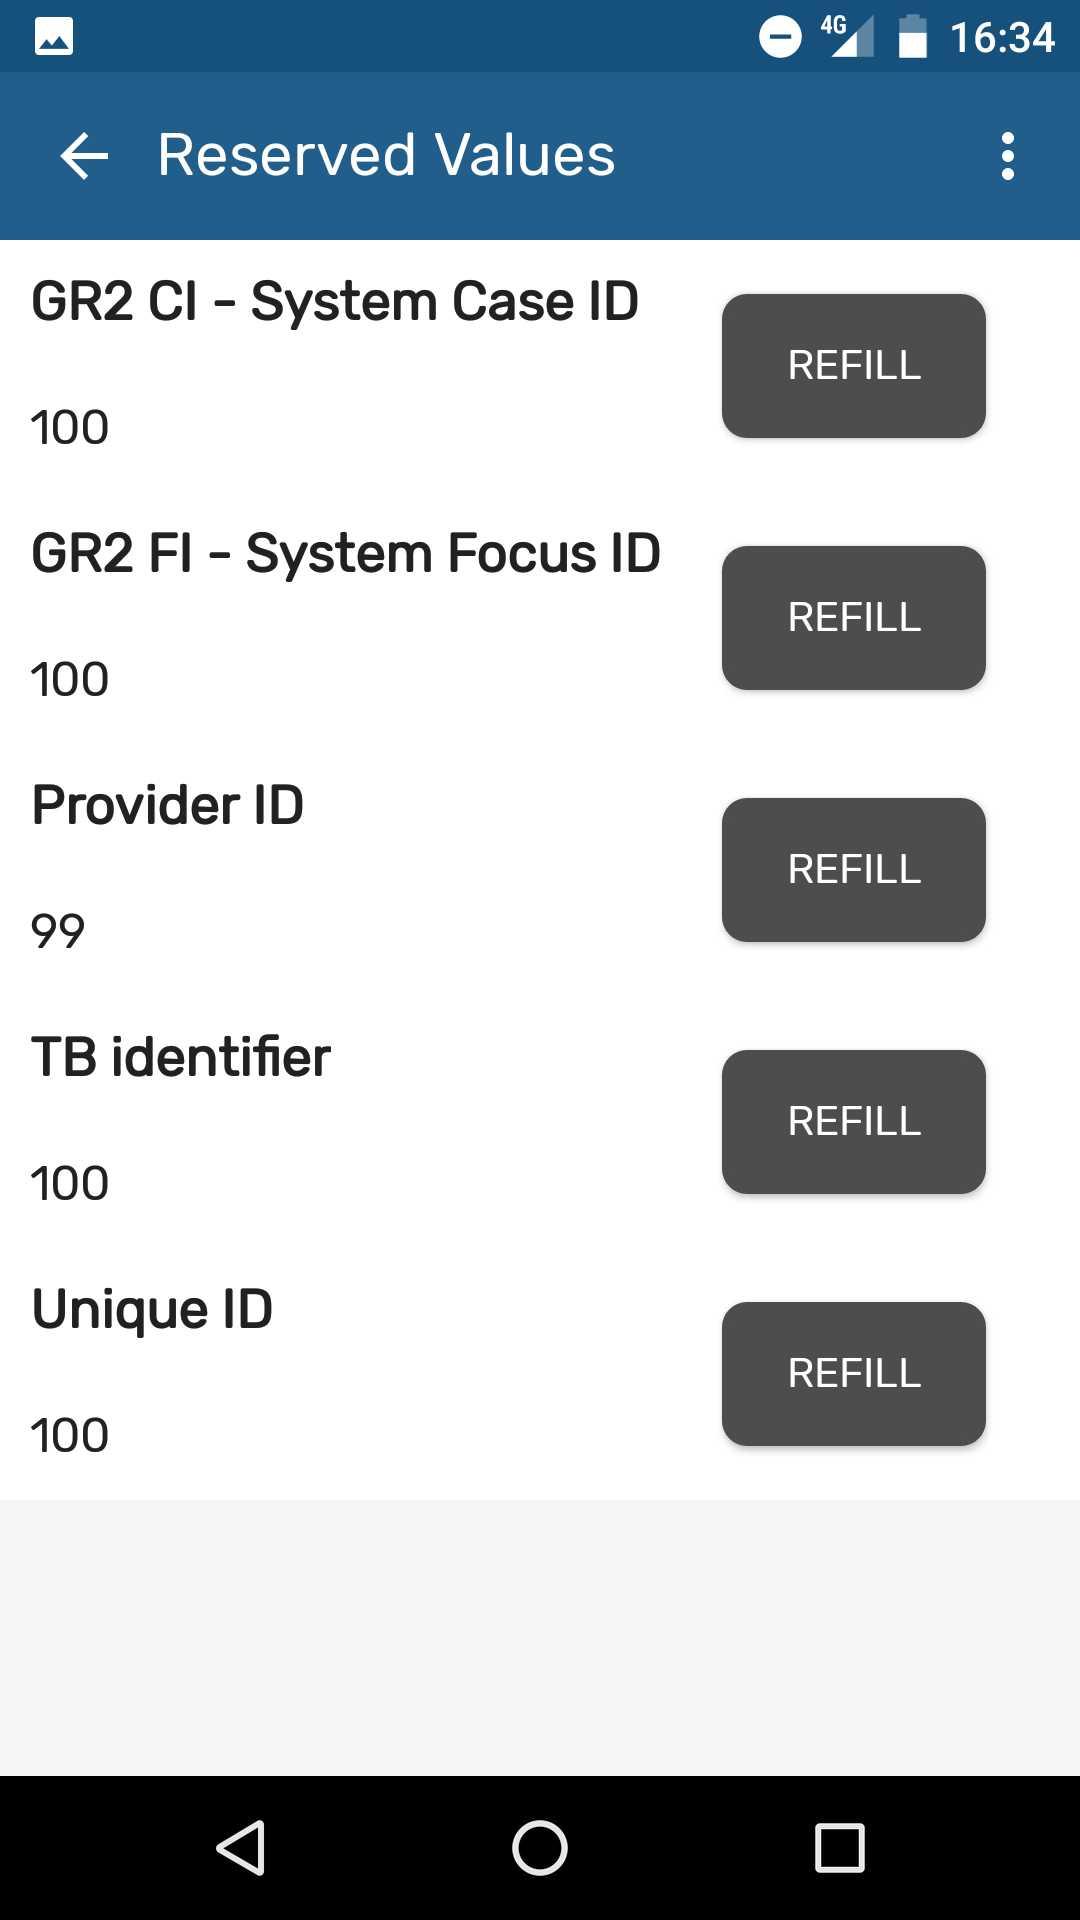 4G 16:34
Reserved Values
GR2 CI - System Case ID
REFILL
100
GR2 FI - System Focus ID
REFILL
100
Provider ID
REFILL
99
TB identifier
REFILL
100
Unique ID
REFILL
100